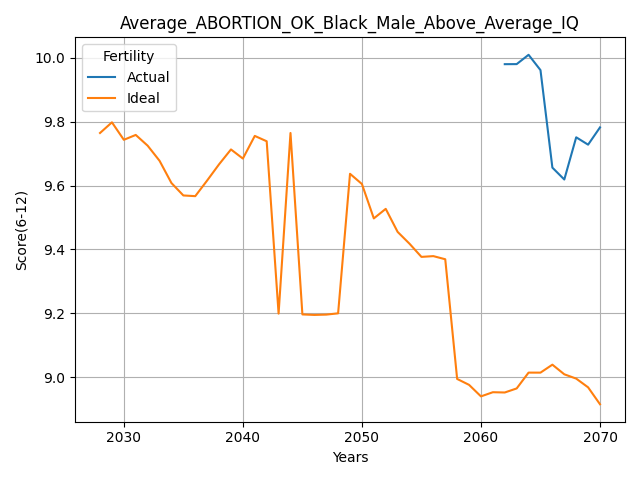 Average_ABORTION_OK_Black_Male_Above_Average_IQ
Fertility
Actual
Ideal
Score(6-12)
10.0
9.8
9.6
9.4
9.2
9.0
2030 2040 2050 2060 2070
Years